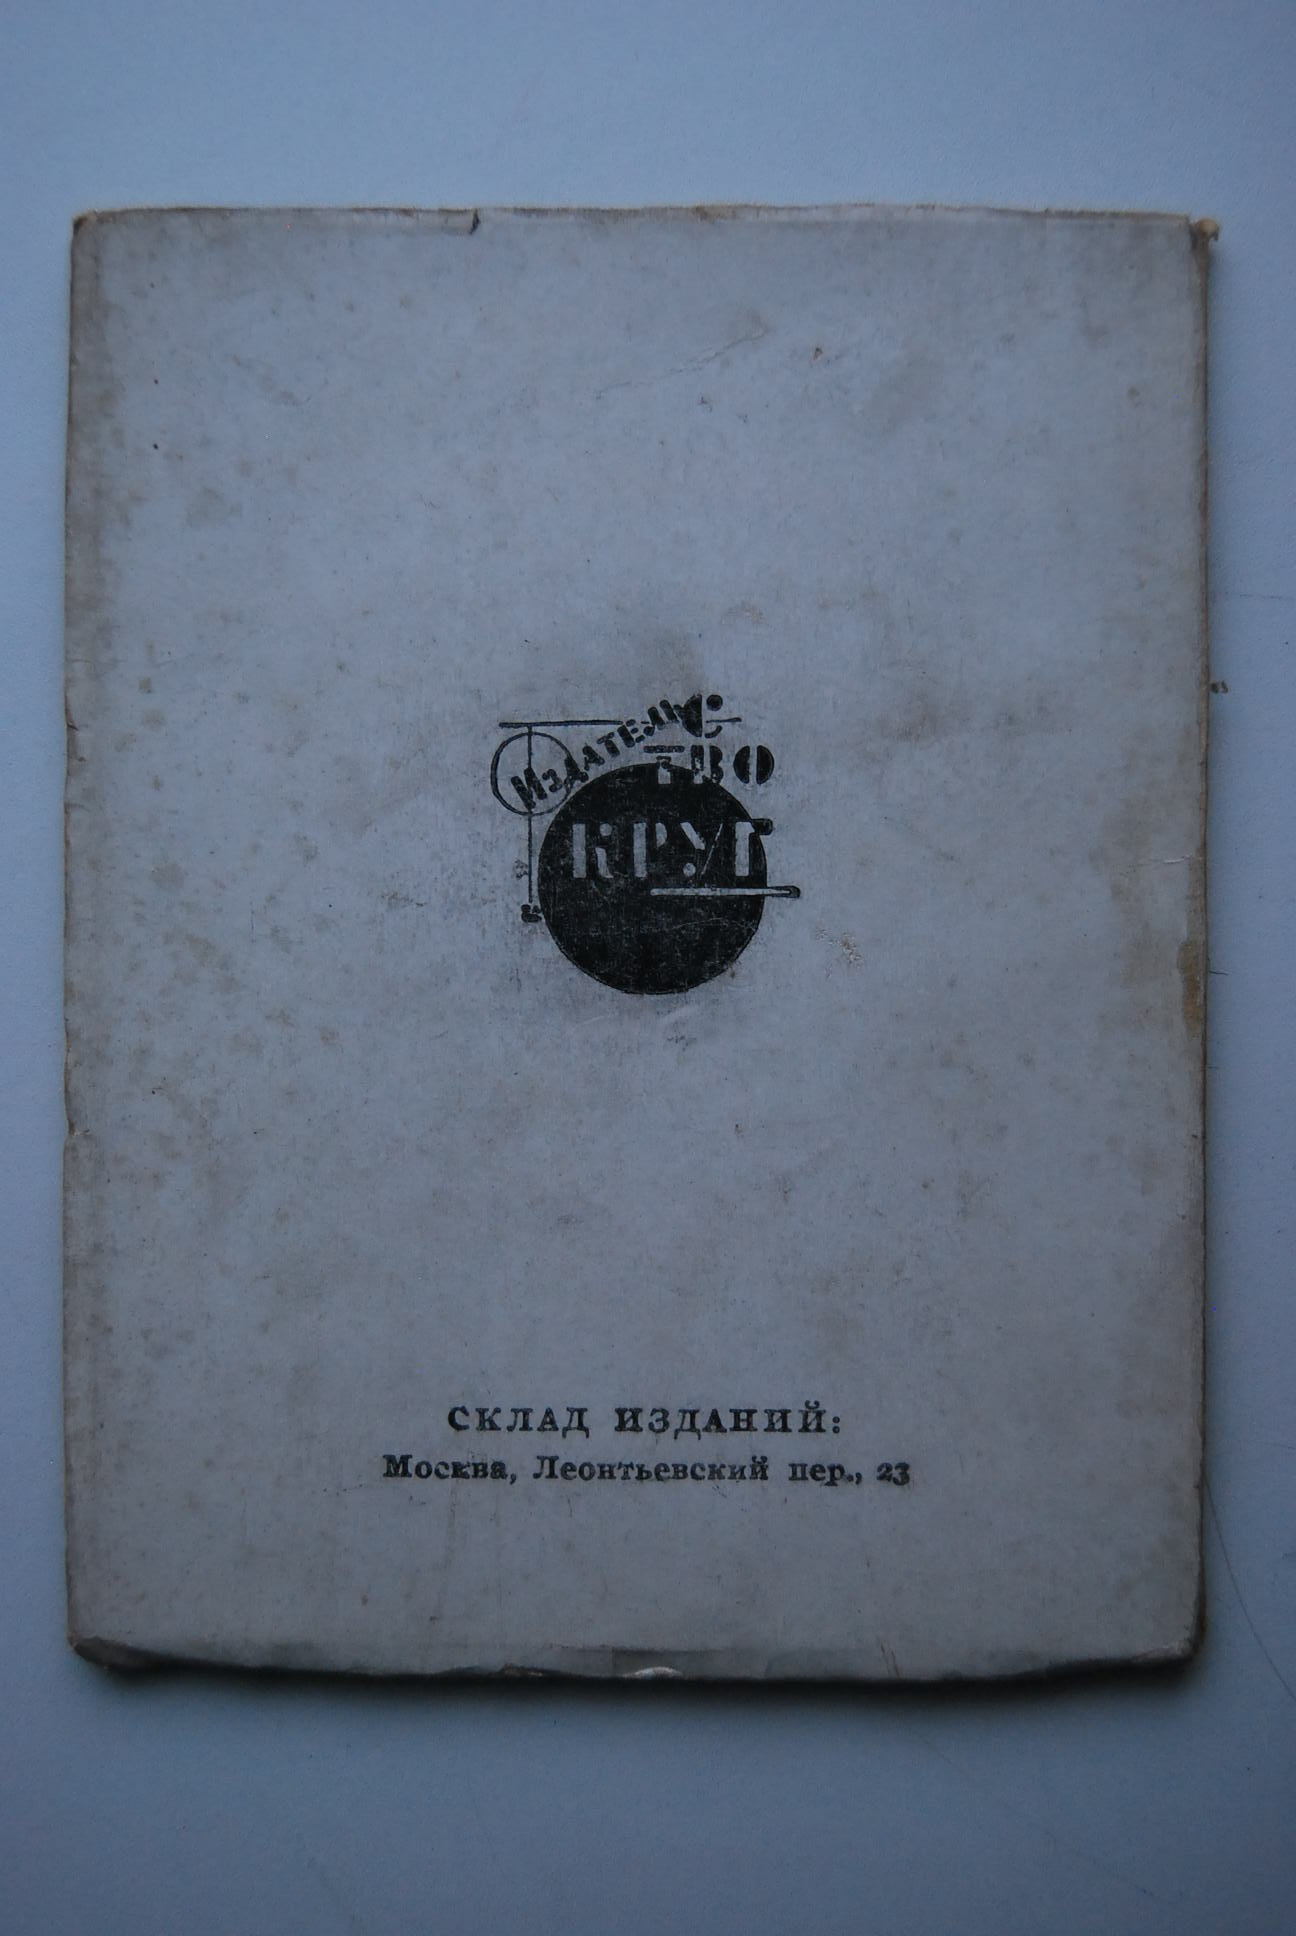 Издательс
тво
КРУГ
СКЛАД ИЗДАНИЙ:
Москва, Леонтьевский пер., 23